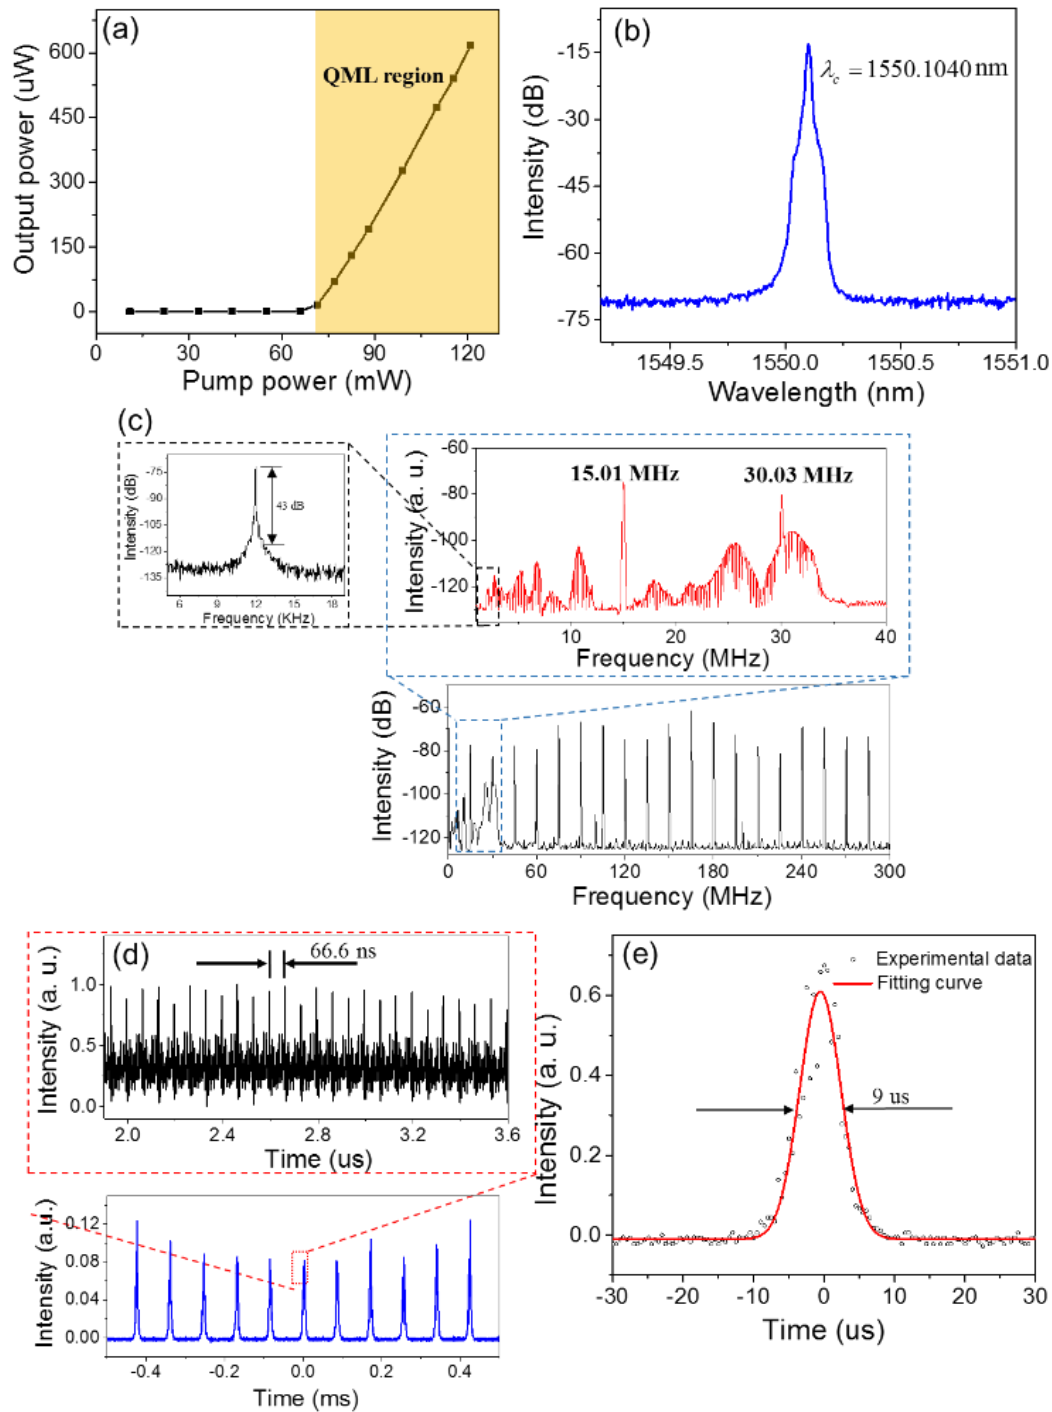 (a)
QML region
600
450
300
150
0
Output power (uW)
0 30 60 90 120
Pump power (mW)
(b)
λc = 1550.1040 nm
-15
-30
-45
-60
-75
Intensity (dB)
1549.5 1550.0 1550.5 1551.0
Wavelength (nm)
(c)
-75
-90
-105
-120
-135
Intensity (dB)
43 dB
6 12 18
Frequency (KHz)
-60
-80
-100
-120
Intensity (a. u.)
15.01 MHz 30.03 MHz
10 20 30 40
Frequency (MHz)
-60
-80
-100
-120
Intensity (dB)
0 60 120 180 240 300
Frequency (MHz)
(d)
66.6 ns
1.0
0.5
0.0
Intensity (a. u.)
2.0 2.4 2.8 3.2 3.6
Time (us)
0.12
0.08
0.04
0.00
Intensity (a.u.)
-0.4 -0.2 0.0 0.2 0.4
Time (ms)
(e)
Experimental data
Fitting curve
9 us
0.6
0.4
0.2
0.0
Intensity (a. u.)
-30 -20 -10 0 10 20 30
Time (us)